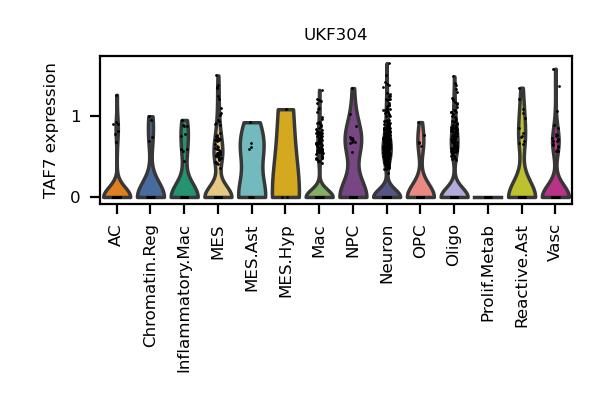 UKF304
TAF7 expression
1
0
AC
Chromatin.Reg
Inflammatory.Mac
MES
MES.Ast
MES.Hyp
Mac
NPC
Neuron
OPC
Oligo
Prolif.Metab
Reactive.Ast
Vasc